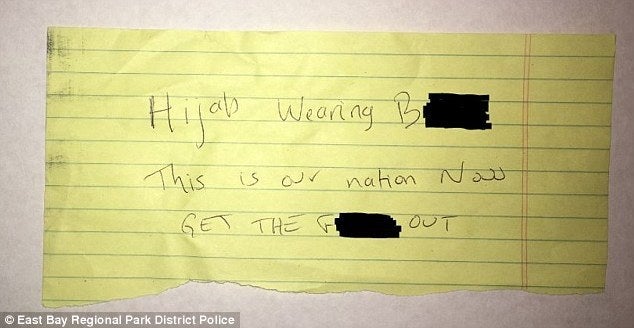 Hijab Wearing B
This is our nation Now
GET THE F OUT
© East Bay Regional Park District Police